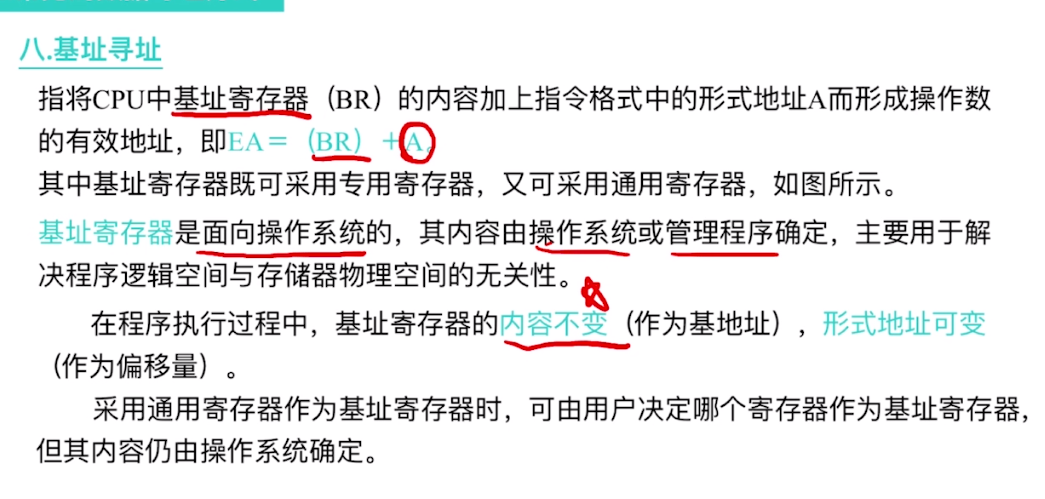 八.基址寻址
指将CPU中基址寄存器（BR）的内容加上指令格式中的形式地址A而形成操作数
的有效地址，即EA＝（BR）＋A。
其中基址寄存器既可采用专用寄存器，又可采用通用寄存器，如图所示。
基址寄存器是面向操作系统的，其内容由操作系统或管理程序确定，主要用于解
决程序逻辑空间与存储器物理空间的无关性。
在程序执行过程中，基址寄存器的内容不变（作为基地址），形式地址可变
（作为偏移量）。
采用通用寄存器作为基址寄存器时，可由用户决定哪个寄存器作为基址寄存器，
但其内容仍由操作系统确定。